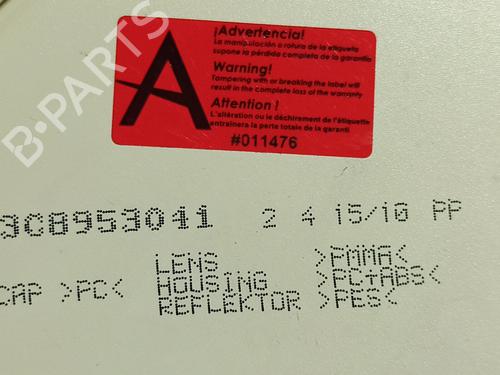 ¡Advertencia!
La manipulación o rotura de la etiqueta
supone la pérdida completa de la garantía
Warning!
Tampering with or breaking the label will
result in the complete loss of the warranty
Attention !
L'altération ou le déchirement de l'étiquette
entraînera la perte totale de la garanti
A
#011476
B-PARTS
3C8953041 2 4 15/10 PP
LENS >PMMA<
CAP >PC< HOUSING >PC+ABS<
REFLEKTOR >PES<